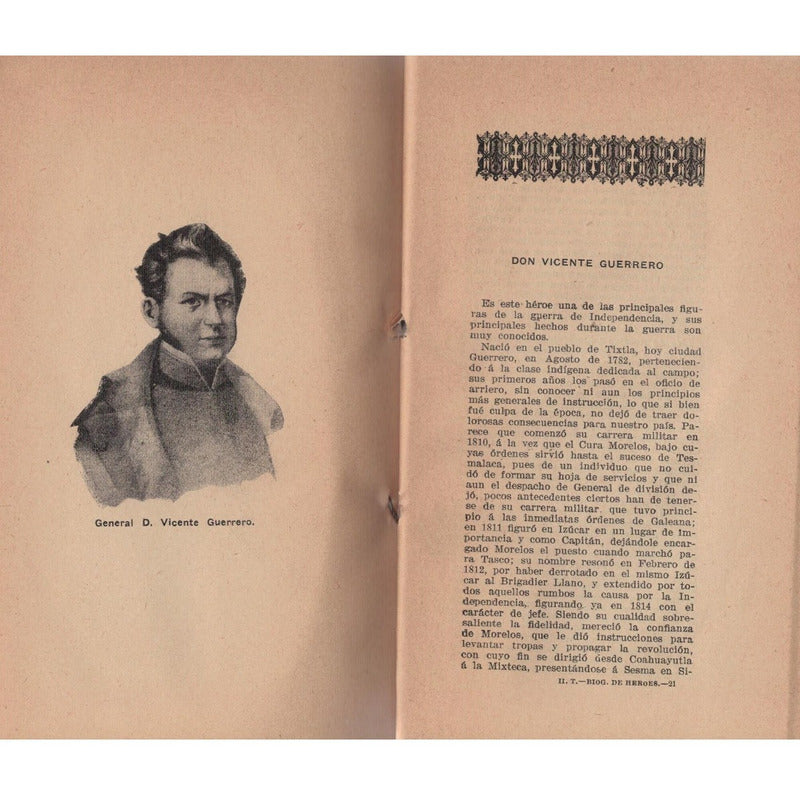 General D. Vicente Guerrero.
DON VICENTE GUERRERO
Es este héroe una de las principales figu-
ras de la guerra de Independencia, y sus
principales hechos durante la guerra son
muy conocidos.
Nació en el pueblo de Tixtla, hoy ciudad
Guerrero, en Agosto de 1782, pertenecien-
do á la clase indígena dedicada al campo;
sus primeros años los pasó en el oficio de
arriero, sin conocer ni aun los principios
más generales de instrucción, lo que si bien
fué culpa de la época, no dejó de traer do-
lorosas consecuencias para nuestro país. Pa-
rece que comenzó su carrera militar en
1810, á la vez que el Cura Morelos, bajo cu-
yas órdenes sirvió hasta el suceso de Tes-
malaca, pues de un individuo que no cui-
dó de formar su hoja de servicios y que ni
aun el despacho de General de división de-
jó, pocos antecedentes ciertos han de tener-
se de su carrera militar. que tuvo princi-
pio á las inmediatas órdenes de Galeana;
en 1811 figuró en Izúcar en un lugar de im-
portancia y como Capitán, dejándole encar-
gado Morelos el puesto cuando marchó pa-
ra Tasco; su nombre resonó en Febrero de
1812, por haber derrotado en el mismo Izú-
car al Brigadier Llano, y extendido por to-
dos aquellos rumbos la causa por la In-
dependencia, figurando ya en 1814 con el
carácter de jefe. Siendo su cualidad sobre-
saliente la fidelidad, mereció la confianza
de Morelos, que le dió instrucciones para
levantar tropas y propagar la revolución,
con cuyo fin se dirigió desde Coahuayutla
á la Mixteca, presentándose á Sesma en Si-
II. T.—BIOG. DE HEROES.—21